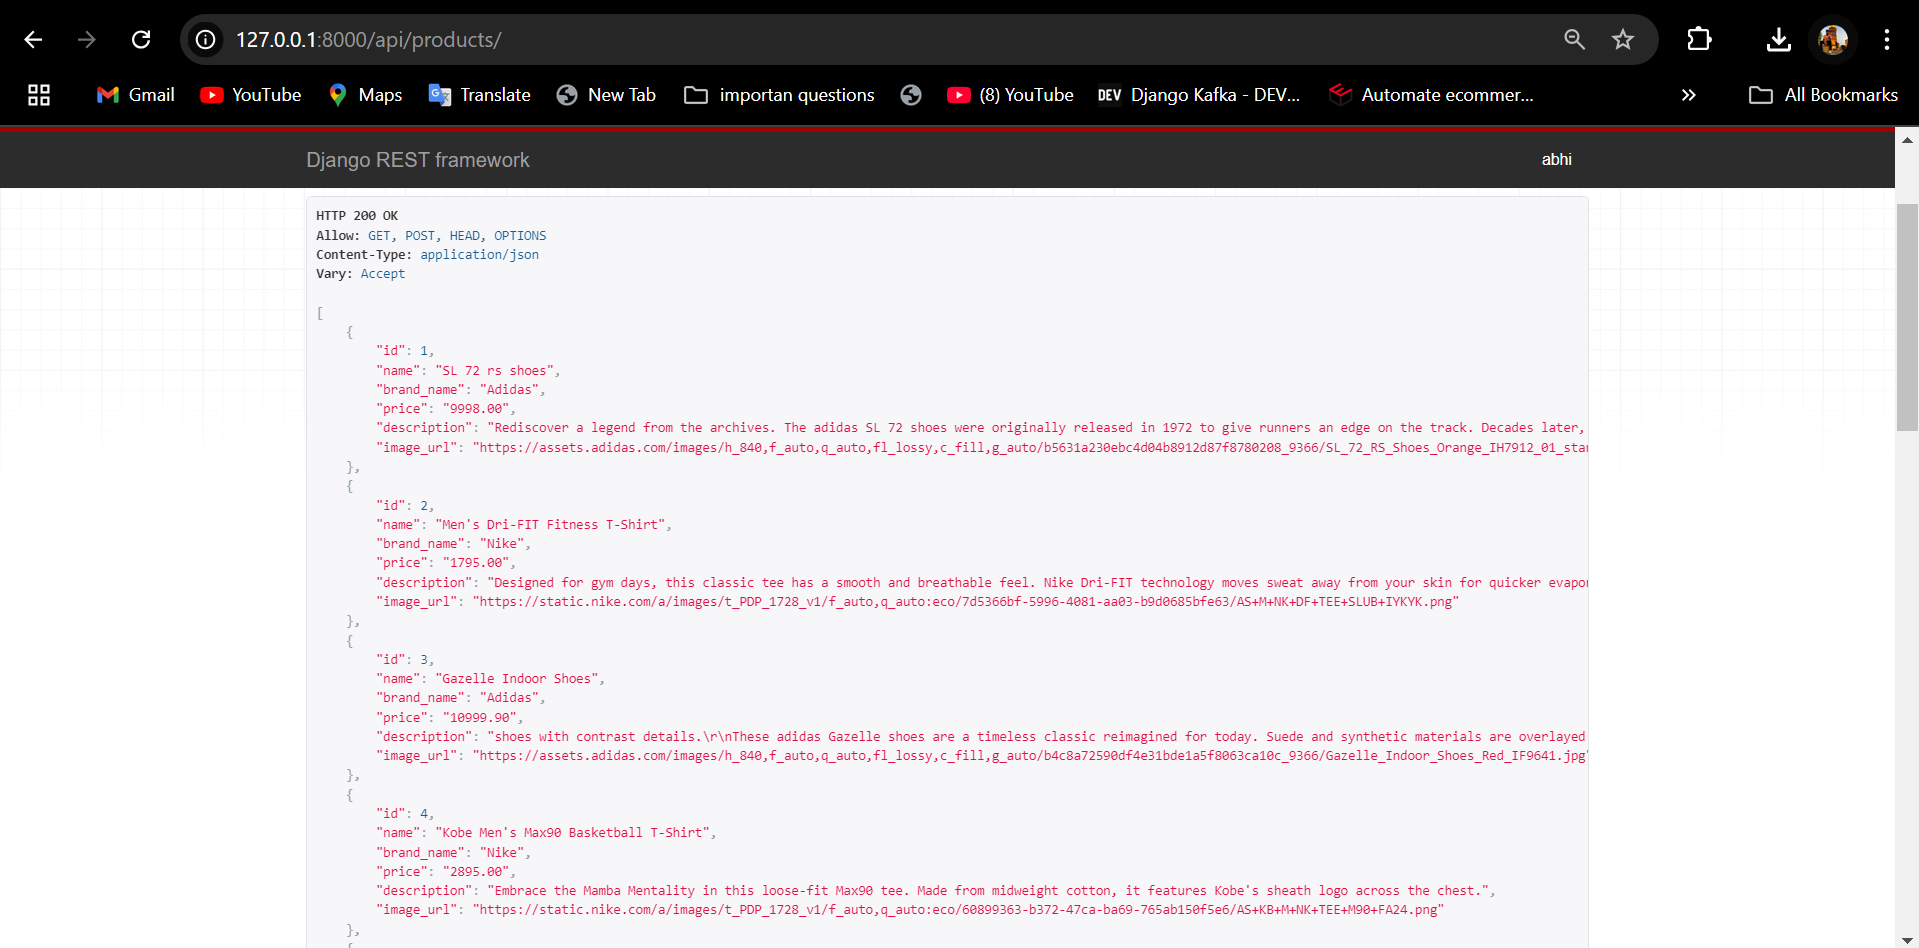 127.0.0.1:8000/api/products/
Gmail
YouTube
Maps
Translate
New Tab
importan questions
(8) YouTube
DEV Django Kafka - DEV...
Automate ecommer...
All Bookmarks
Django REST framework
abhi
HTTP 200 OK
Allow: GET, POST, HEAD, OPTIONS
Content-Type: application/json
Vary: Accept
[
{
"id": 1,
"name": "SL 72 rs shoes",
"brand_name": "Adidas",
"price": "9998.00",
"description": "Rediscover a legend from the archives. The adidas SL 72 shoes were originally released in 1972 to give runners an edge on the track. Decades later,
"image_url": "https://assets.adidas.com/images/h_840,f_auto,q_auto,fl_lossy,c_fill,g_auto/b5631a230ebc4d04b8912d87f8780208_9366/SL_72_RS_Shoes_Orange_IH7912_01_star
},
{
"id": 2,
"name": "Men's Dri-FIT Fitness T-Shirt",
"brand_name": "Nike",
"price": "1795.00",
"description": "Designed for gym days, this classic tee has a smooth and breathable feel. Nike Dri-FIT technology moves sweat away from your skin for quicker evapor
"image_url": "https://static.nike.com/a/images/t_PDP_1728_v1/f_auto,q_auto:eco/7d5366bf-5996-4081-aa03-b9d0685bfe63/AS+M+NK+DF+TEE+SLUB+IYKYK.png"
},
{
"id": 3,
"name": "Gazelle Indoor Shoes",
"brand_name": "Adidas",
"price": "10999.90",
"description": "shoes with contrast details.\r\nThese adidas Gazelle shoes are a timeless classic reimagined for today. Suede and synthetic materials are overlayed
"image_url": "https://assets.adidas.com/images/h_840,f_auto,q_auto,fl_lossy,c_fill,g_auto/b4c8a72590df4e31bde1a5f8063ca10c_9366/Gazelle_Indoor_Shoes_Red_IF9641.jpg"
},
{
"id": 4,
"name": "Kobe Men's Max90 Basketball T-Shirt",
"brand_name": "Nike",
"price": "2895.00",
"description": "Embrace the Mamba Mentality in this loose-fit Max90 tee. Made from midweight cotton, it features Kobe's sheath logo across the chest.",
"image_url": "https://static.nike.com/a/images/t_PDP_1728_v1/f_auto,q_auto:eco/60899363-b372-47ca-ba69-765ab150f5e6/AS+KB+M+NK+TEE+M90+FA24.png"
},